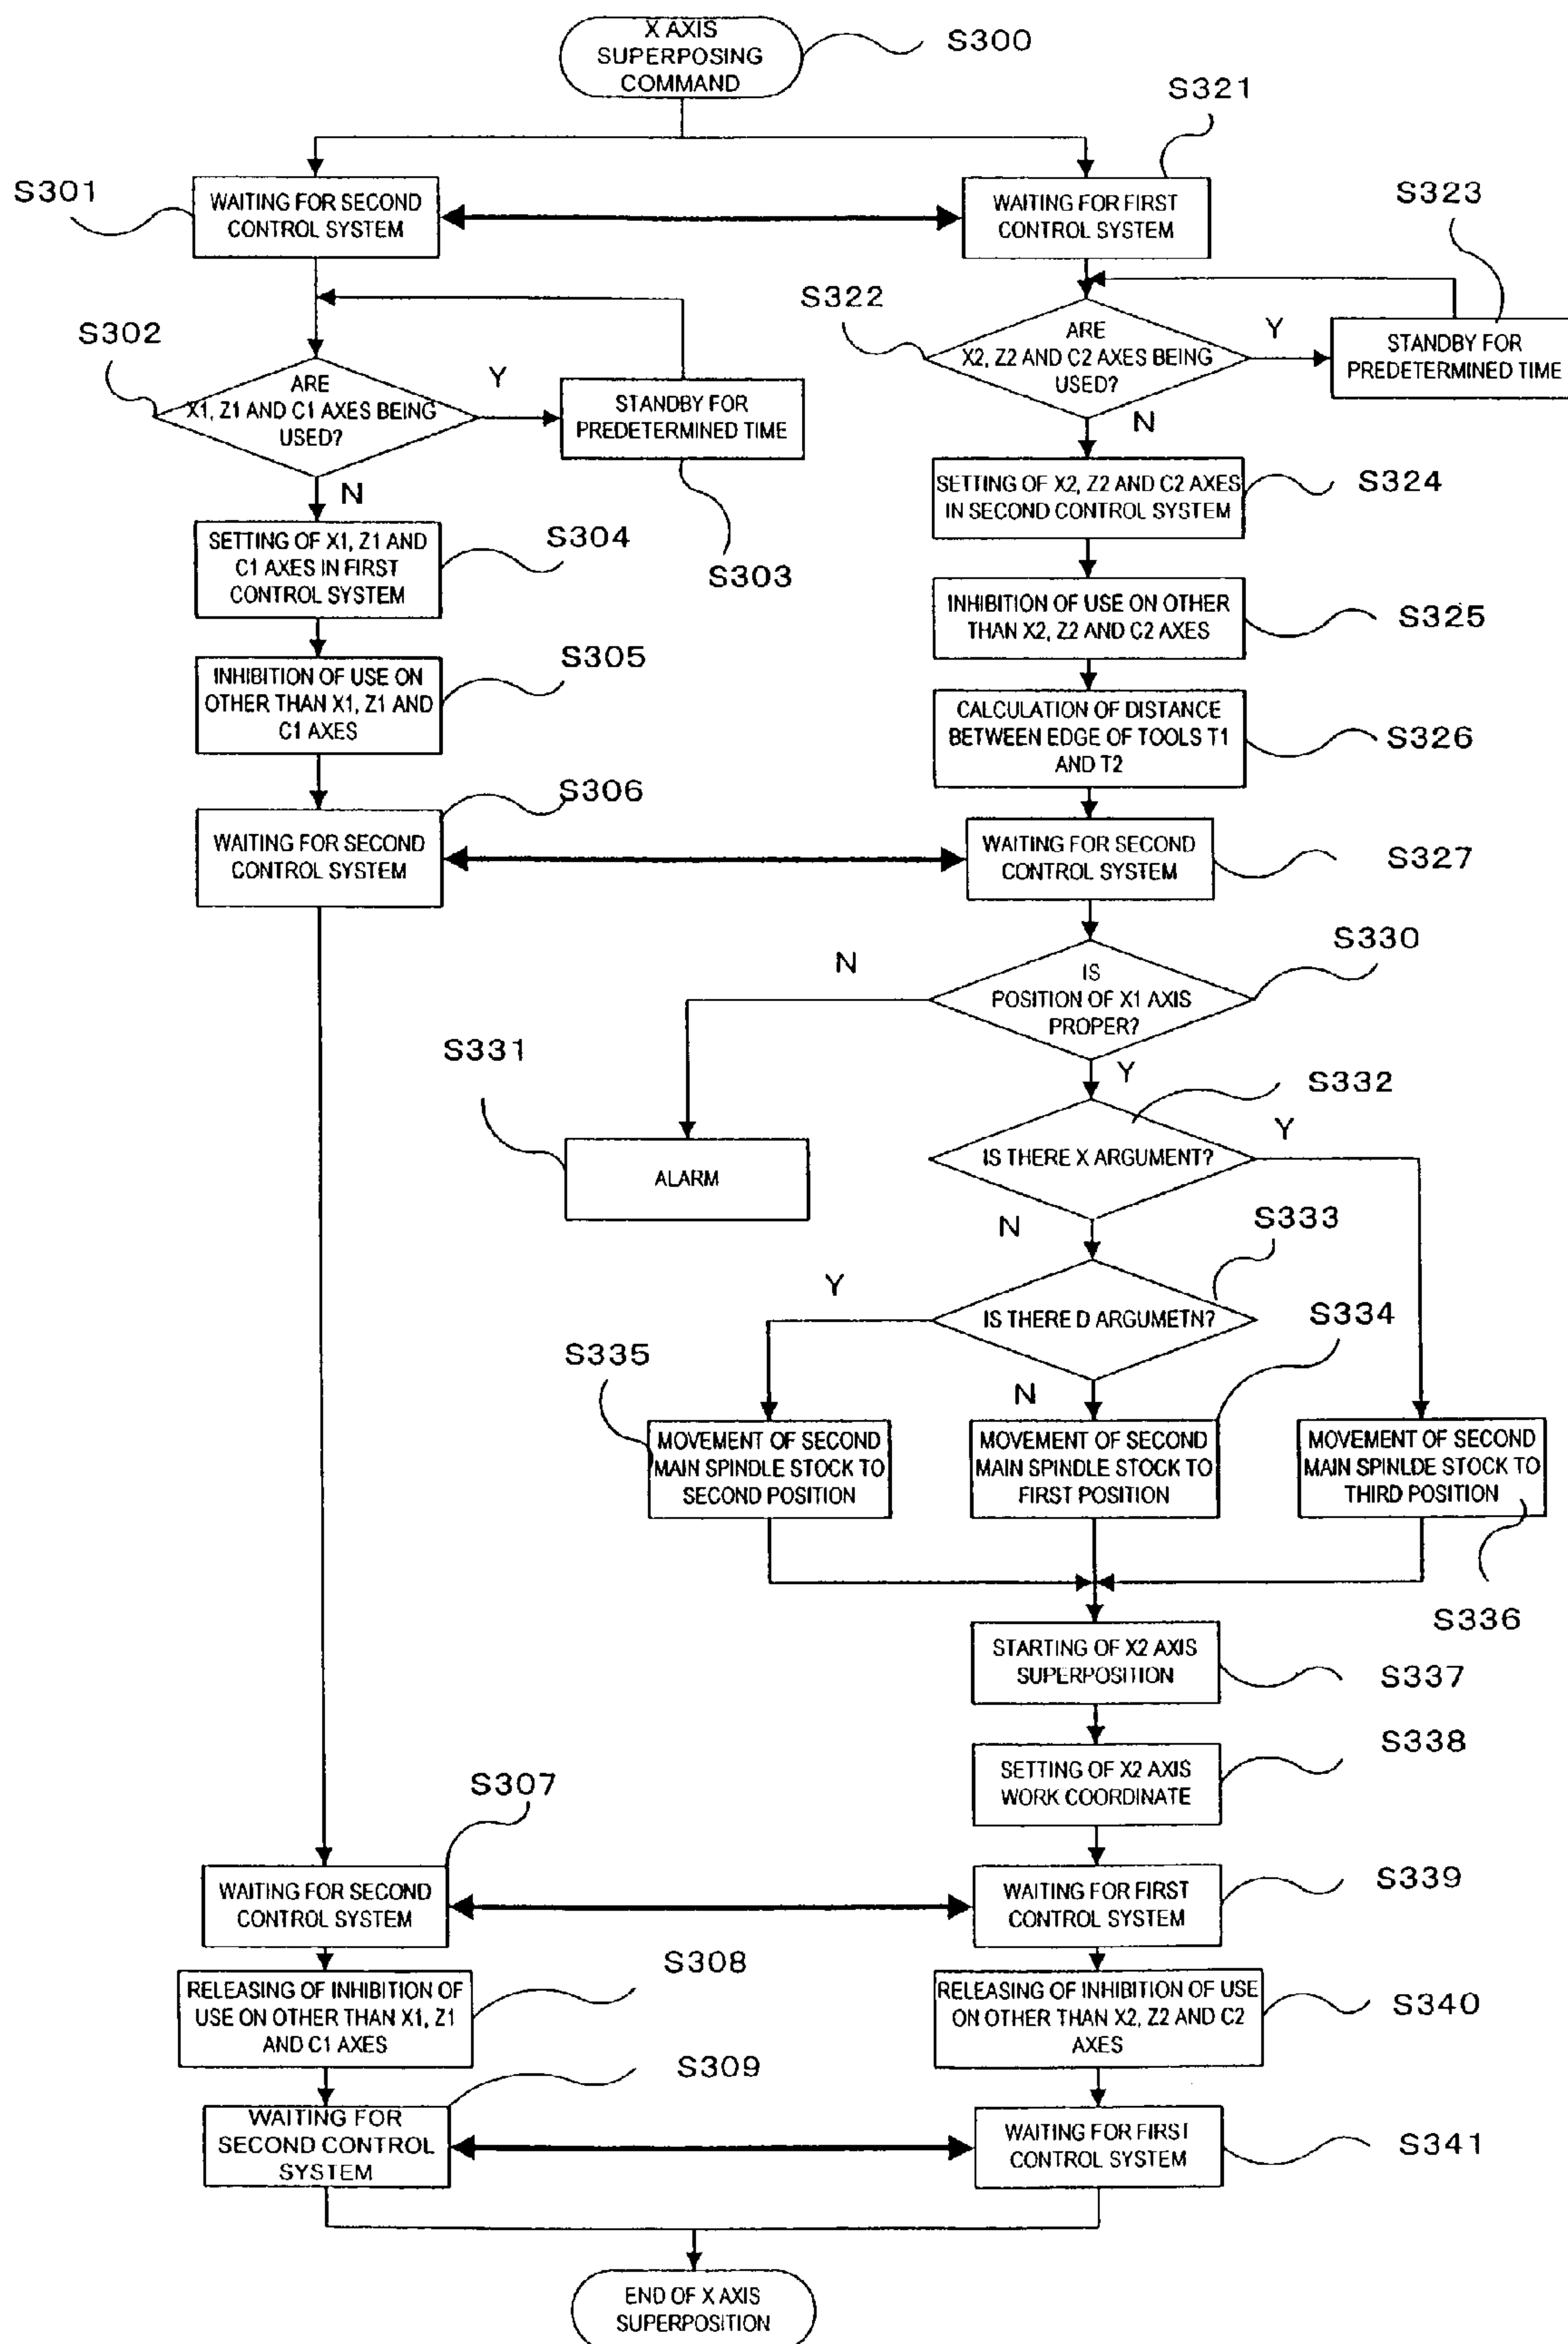 X AXIS
SUPERPOSING
COMMAND
S300
S321
S301
WAITING FOR SECOND
CONTROL SYSTEM
WAITING FOR FIRST
CONTROL SYSTEM
S323
S322
S302
ARE
X1, Z1 AND C1 AXES BEING
USED?
Y
STANDBY FOR
PREDETERMINED TIME
N
S303
ARE
X2, Z2 AND C2 AXES BEING
USED?
Y
STANDBY FOR
PREDETERMINED TIME
N
SETTING OF X1, Z1 AND
C1 AXES IN FIRST
CONTROL SYSTEM
S304
SETTING OF X2, Z2 AND C2 AXES
IN SECOND CONTROL SYSTEM
S324
INHIBITION OF USE ON OTHER
THAN X2, Z2 AND C2 AXES
S325
INHIBITION OF USE ON
OTHER THAN X1, Z1 AND
C1 AXES
S305
CALCULATION OF DISTANCE
BETWEEN EDGE OF TOOLS T1
AND T2
S326
S306
WAITING FOR SECOND
CONTROL SYSTEM
WAITING FOR SECOND
CONTROL SYSTEM
S327
S330
N
IS
POSITION OF X1 AXIS
PROPER?
Y
S331
ALARM
S332
IS THERE X ARGUMENT?
Y
N
S333
IS THERE D ARGUMETN?
Y
N
S334
S335
MOVEMENT OF SECOND
MAIN SPINDLE STOCK TO
SECOND POSITION
MOVEMENT OF SECOND
MAIN SPINDLE STOCK TO
FIRST POSITION
MOVEMENT OF SECOND
MAIN SPINLDE STOCK TO
THIRD POSITION
S336
STARTING OF X2 AXIS
SUPERPOSITION
S337
SETTING OF X2 AXIS
WORK COORDINATE
S338
S307
WAITING FOR SECOND
CONTROL SYSTEM
WAITING FOR FIRST
CONTROL SYSTEM
S339
RELEASING OF INHIBITION OF
USE ON OTHER THAN X1, Z1
AND C1 AXES
S308
RELEASING OF INHIBITION OF USE
ON OTHER THAN X2, Z2 AND C2
AXES
S340
S309
WAITING FOR
SECOND CONTROL
SYSTEM
WAITING FOR FIRST
CONTROL SYSTEM
S341
END OF X AXIS
SUPERPOSITION